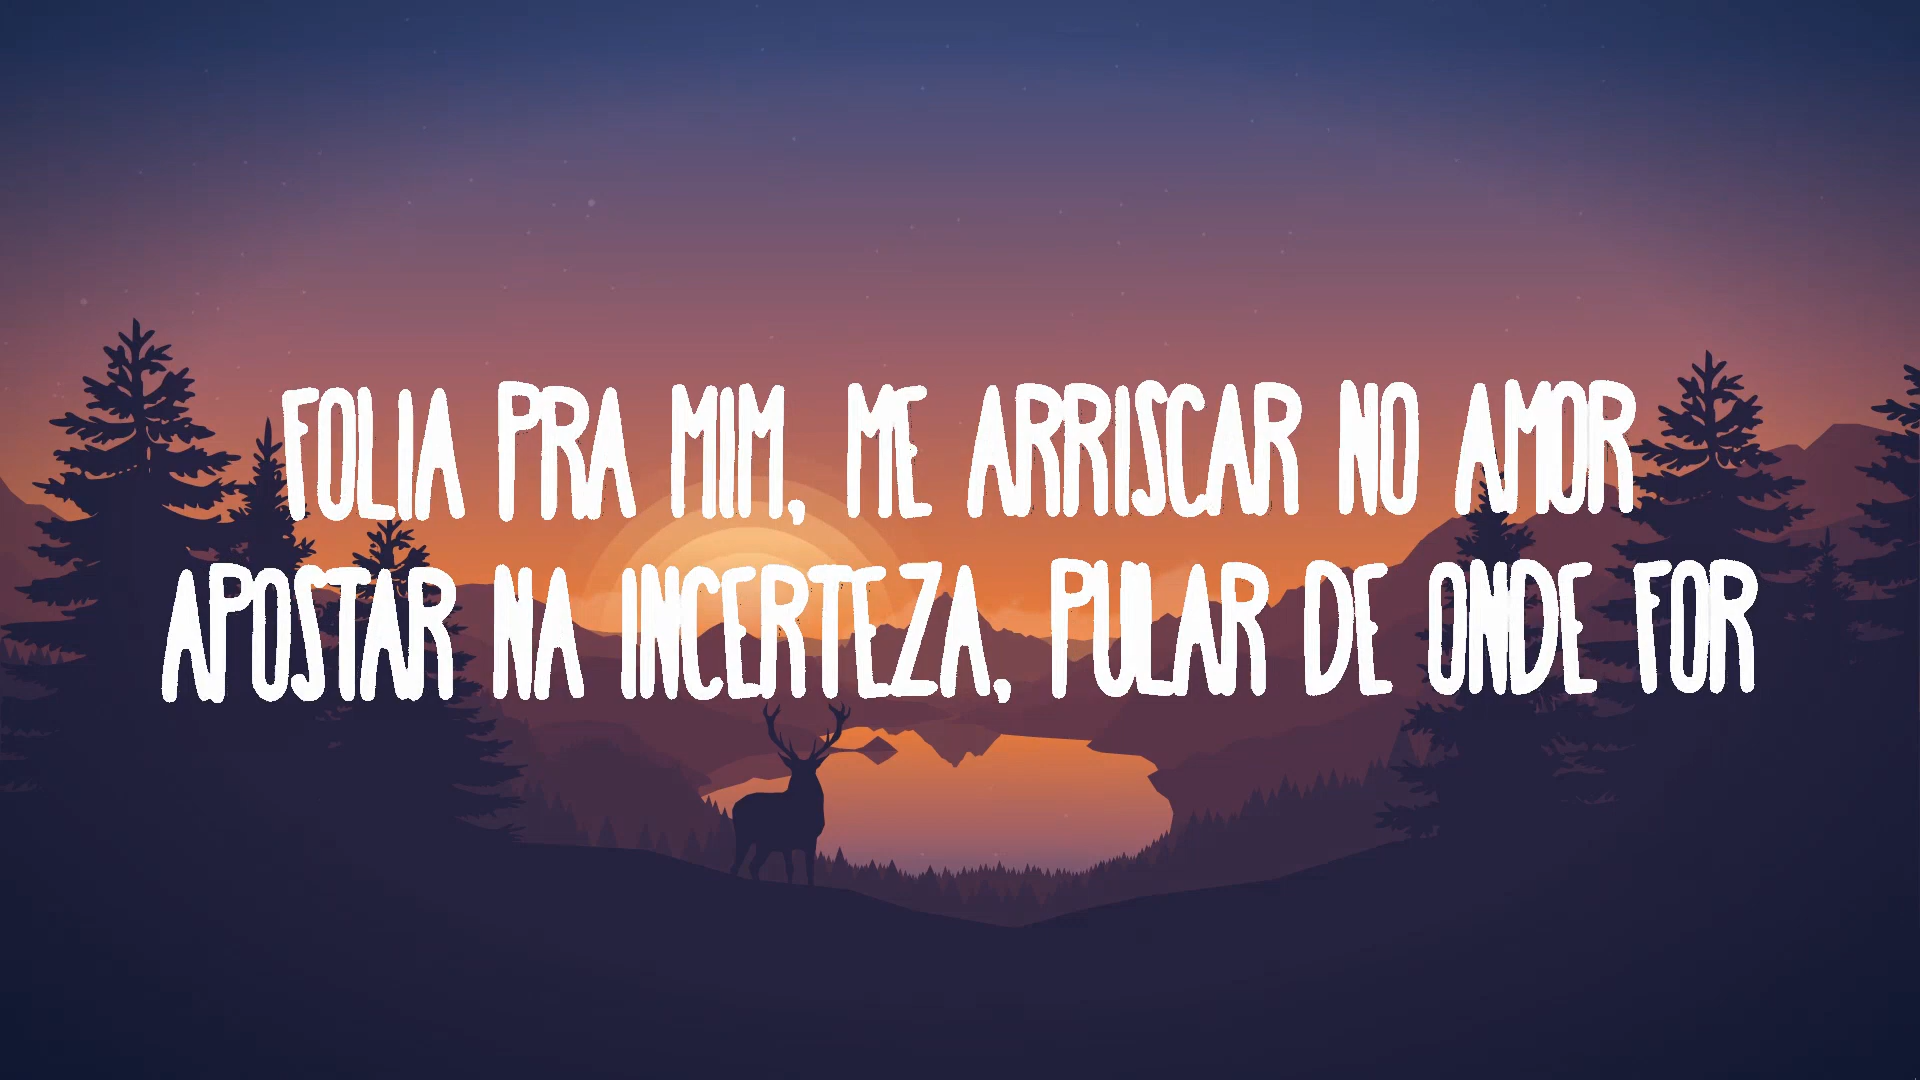 FOLIA PRA MIM, ME ARRISCAR NO AMOR
APOSTAR NA INCERTEZA, PULAR DE ONDE FOR